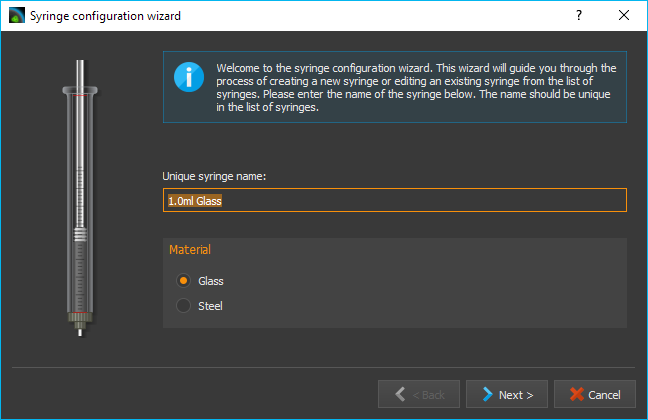 Syringe configuration wizard
?
Welcome to the syringe configuration wizard. This wizard will guide you through the
process of creating a new syringe or editing an existing syringe from the list of
syringes. Please enter the name of the syringe below. The name should be unique
in the list of syringes.
Unique syringe name:
1.0ml Glass
Material
Glass
Steel
< Back
Next >
Cancel